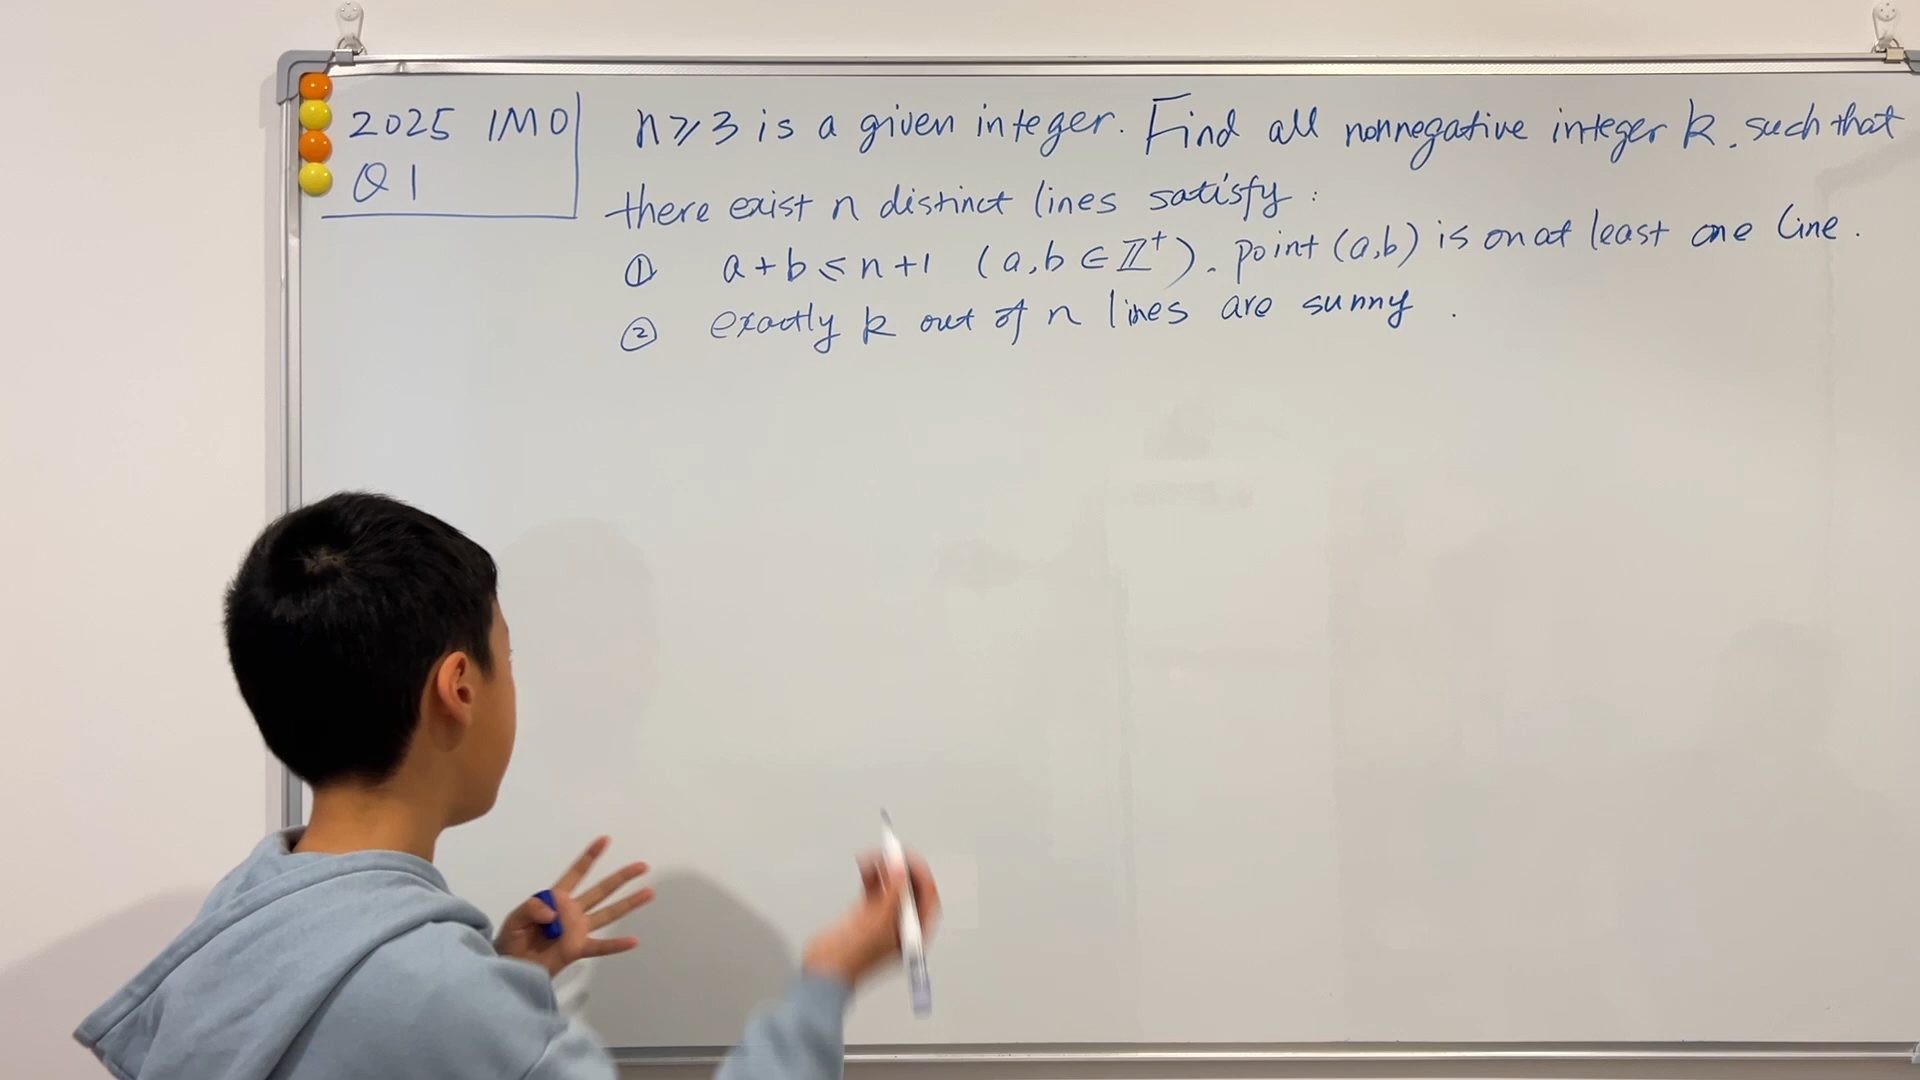 2025 IMO
Q1
n⩾3 is a given integer. Find all nonnegative integer k, such that
there exist n distinct lines satisfy:
① a+b⩽n+1 (a,b∈ℤ⁺). point (a,b) is on at least one line.
② exactly k out of n lines are sunny.